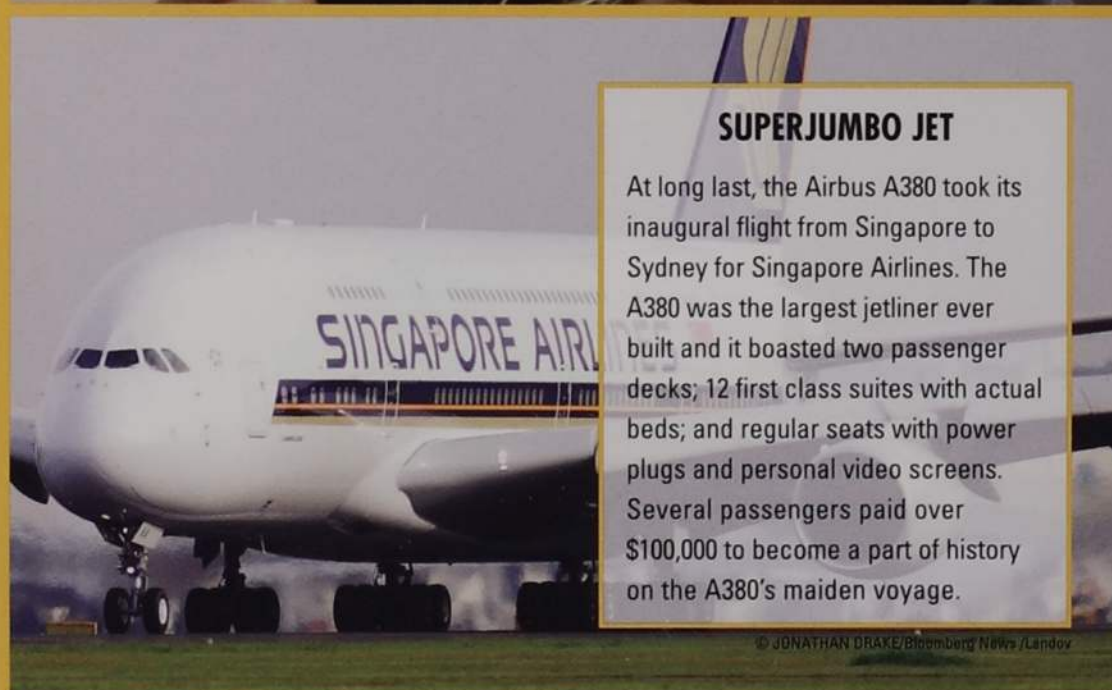 SUPERJUMBO JET
At long last, the Airbus A380 took its
inaugural flight from Singapore to
Sydney for Singapore Airlines. The
A380 was the largest jetliner ever
built and it boasted two passenger
decks; 12 first class suites with actual
beds; and regular seats with power
plugs and personal video screens.
Several passengers paid over
$100,000 to become a part of history
on the A380's maiden voyage.
SINGAPORE AIRLINES
© JONATHAN DRAKE/Bloomberg News /Landov